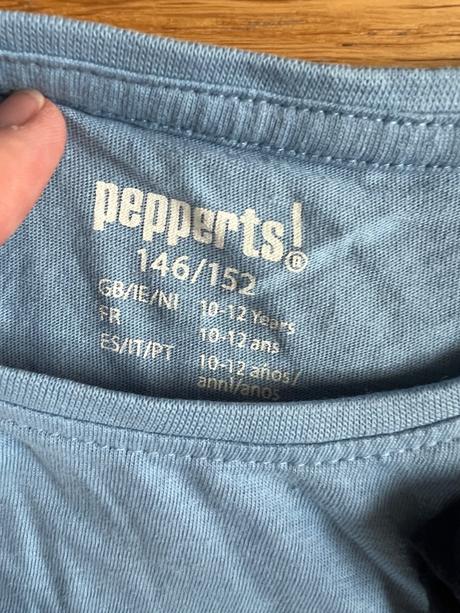 pepperts!®
146/152
GB/IE/NI 10-12 Years
FR 10-12 ans
ES/IT/PT 10-12 años/
anni/anos